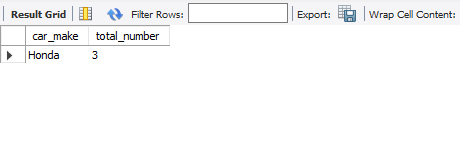 Result Grid Filter Rows: Export: Wrap Cell Content:
car_make total_number
Honda 3